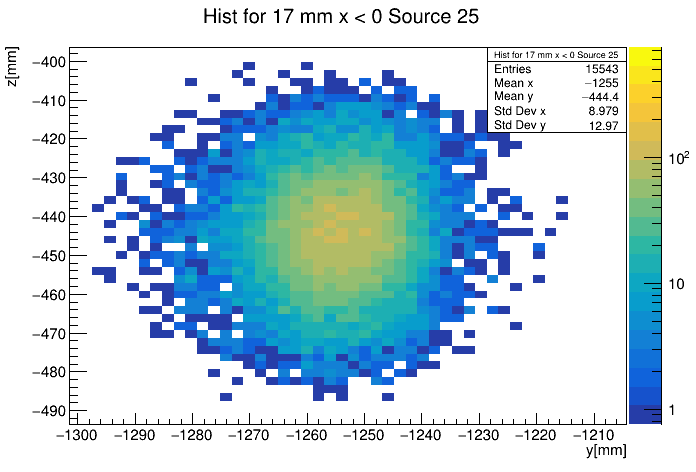 Hist for 17 mm x < 0 Source 25
z[mm]
Hist for 17 mm x < 0 Source 25
Entries 15543
Mean x −1255
Mean y −444.4
Std Dev x 8.979
Std Dev y 12.97
−400
−410
−420
−430
−440
−450
−460
−470
−480
−490
10²
10
1
−1300 −1290 −1280 −1270 −1260 −1250 −1240 −1230 −1220 −1210
y[mm]